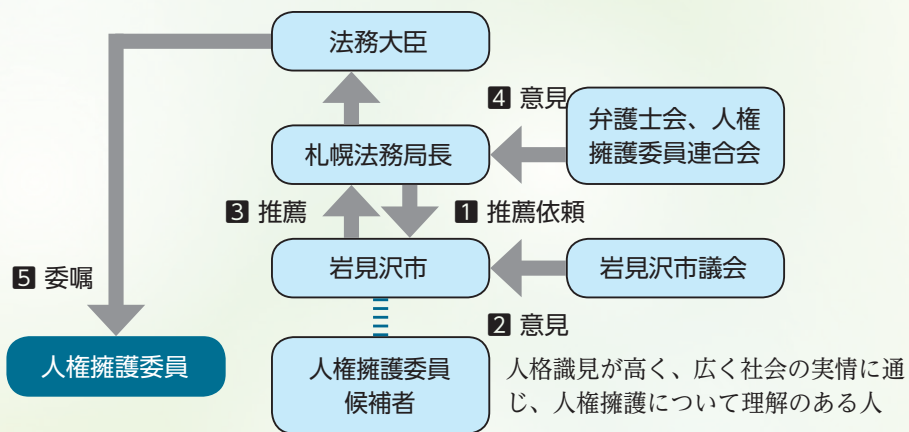 法務大臣
4 意見
弁護士会、人権
擁護委員連合会
札幌法務局長
3 推薦
1 推薦依頼
岩見沢市
岩見沢市議会
5 委嘱
2 意見
人権擁護委員
人権擁護委員
候補者
人格識見が高く、広く社会の実情に通
じ、人権擁護について理解のある人